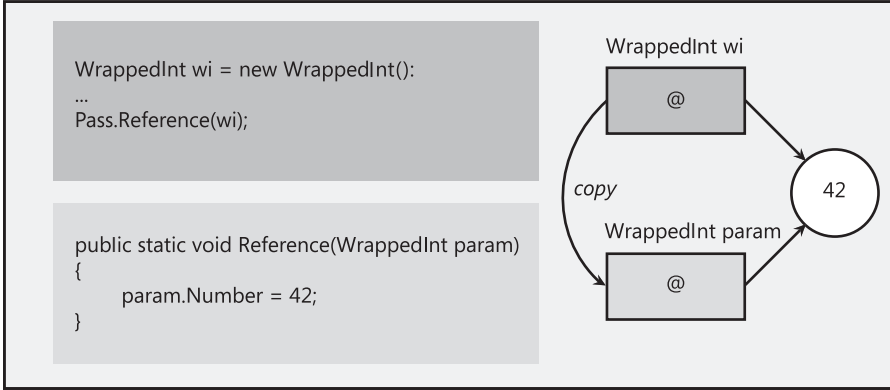 WrappedInt wi = new WrappedInt():
...
Pass.Reference(wi);
public static void Reference(WrappedInt param)
{
param.Number = 42;
}
WrappedInt wi
@
copy
42
WrappedInt param
@